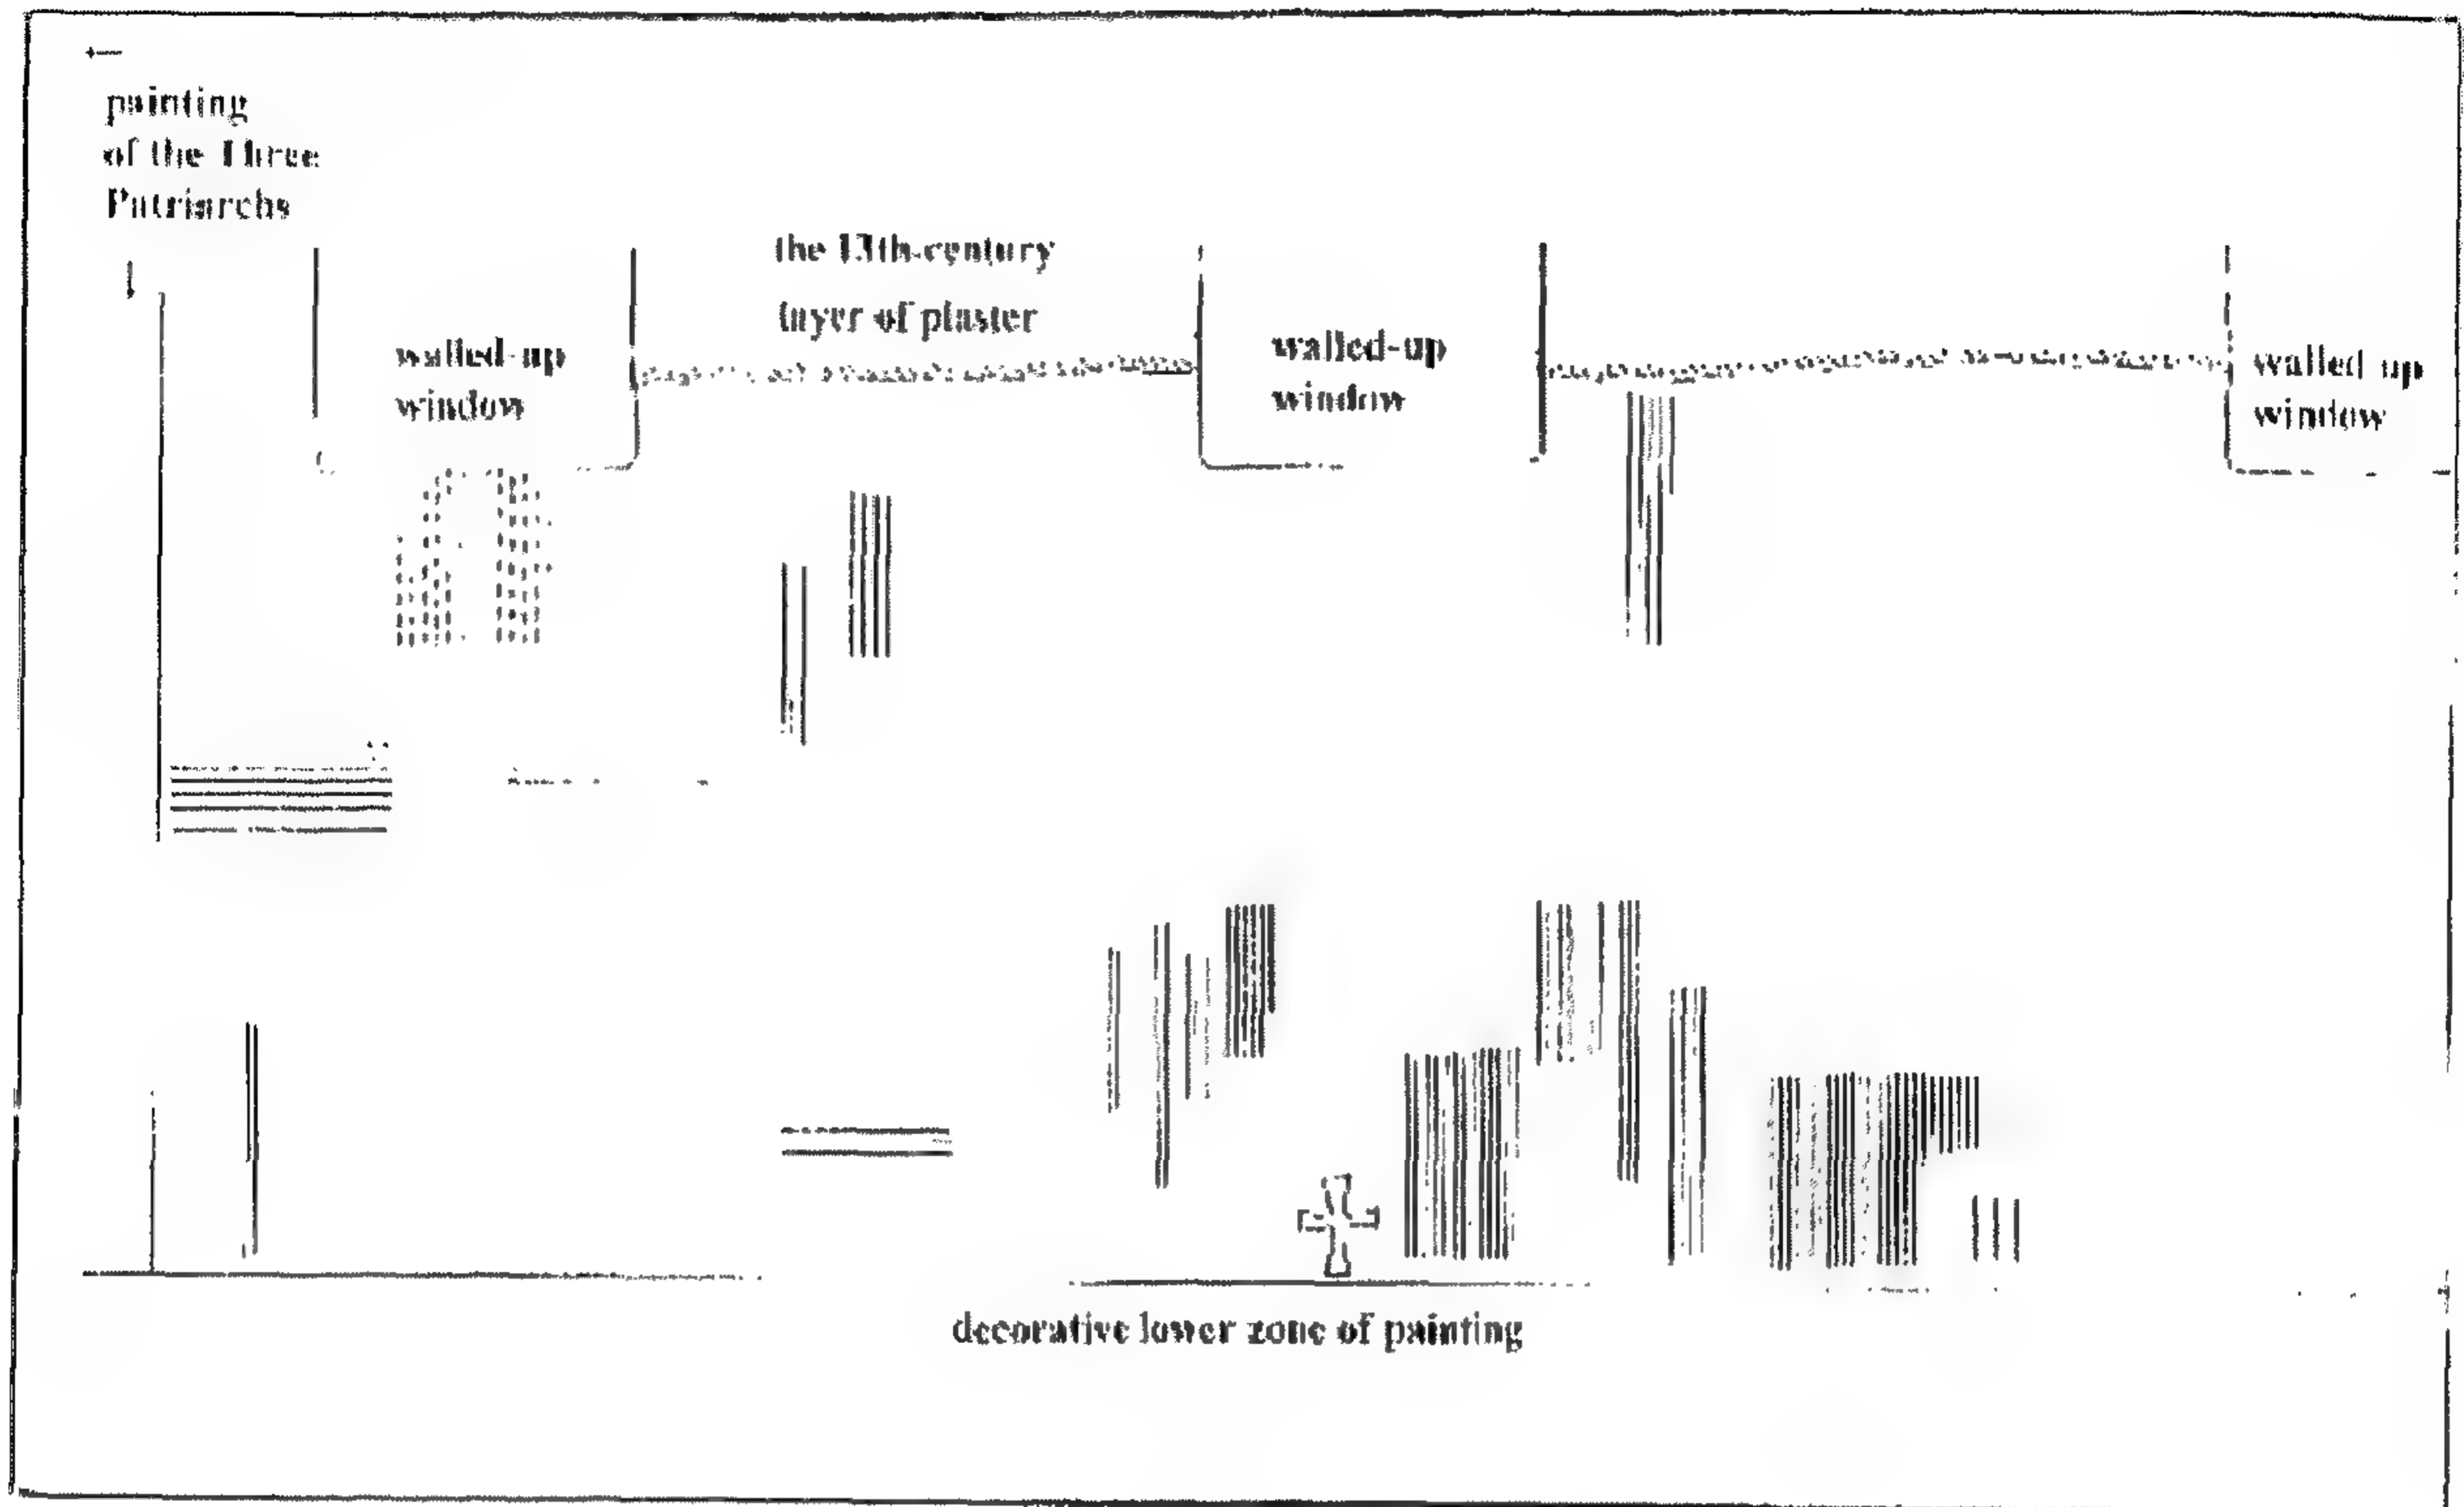 painting
of the Three
Patriarchs
the 13th-century
layer of plaster
walled-up
window
walled-up
window
walled up
window
decorative lower zone of painting